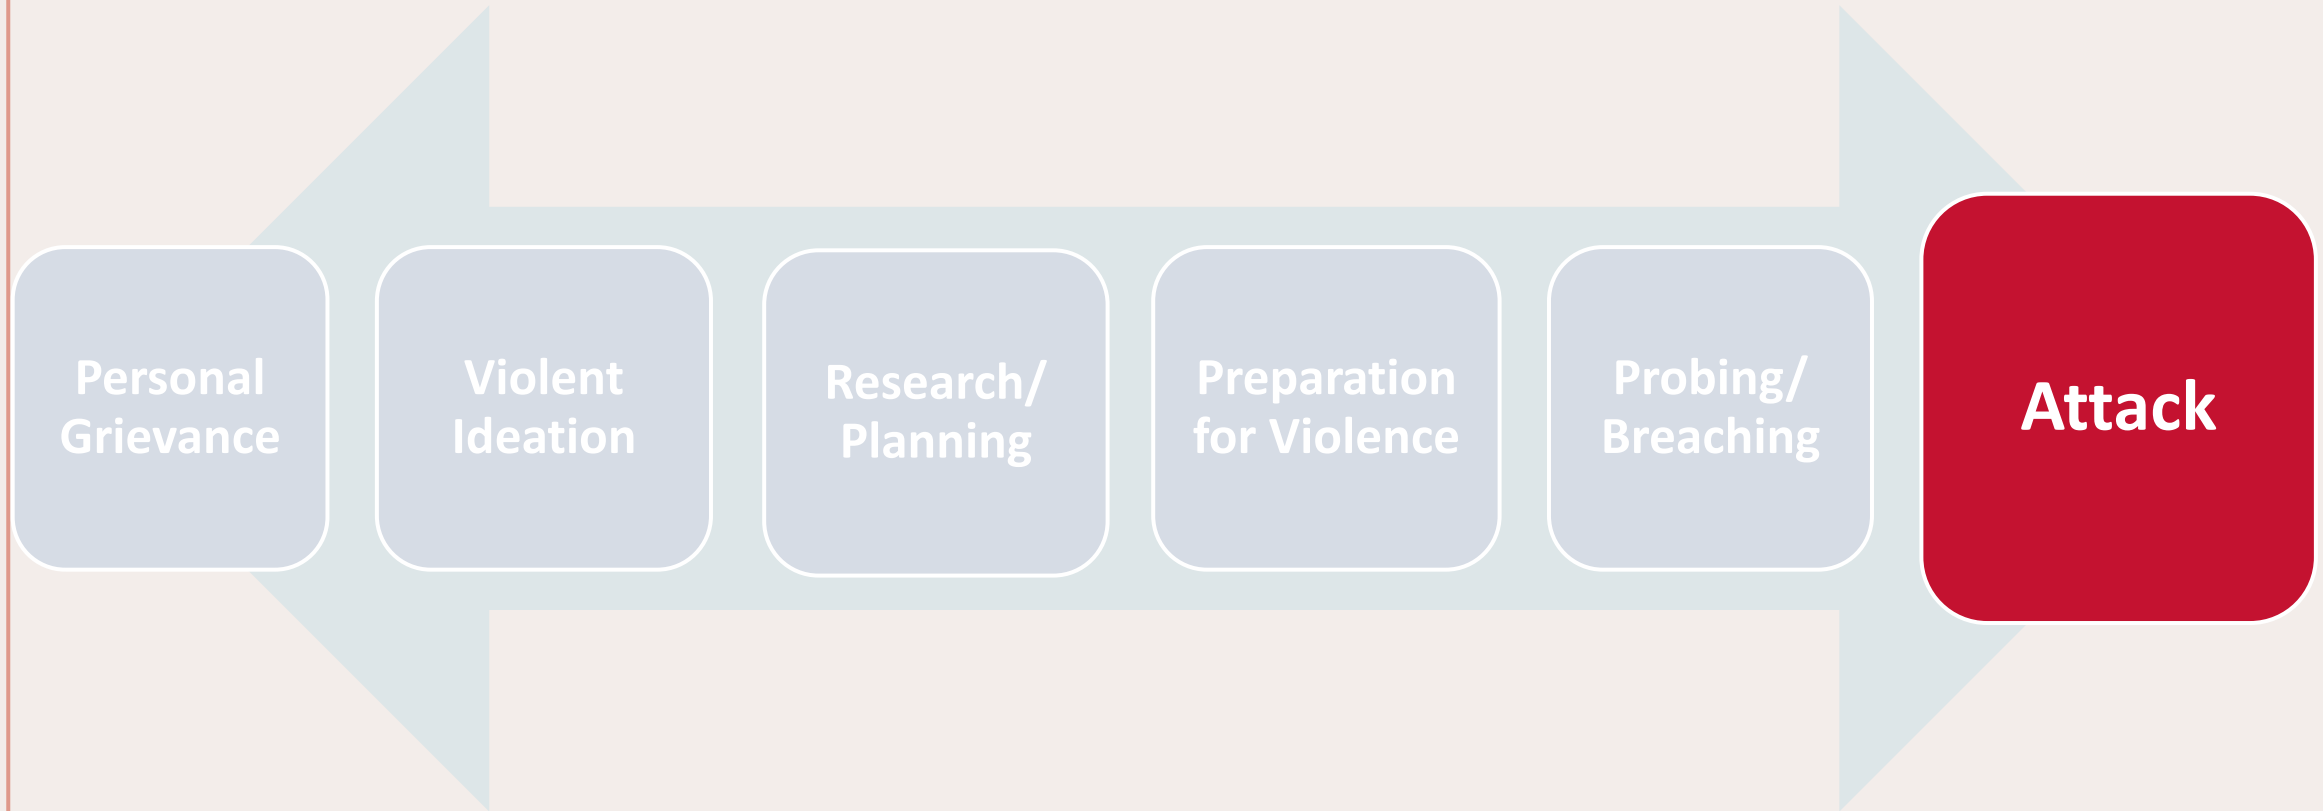 Personal
Grievance
Violent
Ideation
Research/
Planning
Preparation
for Violence
Probing/
Breaching
Attack